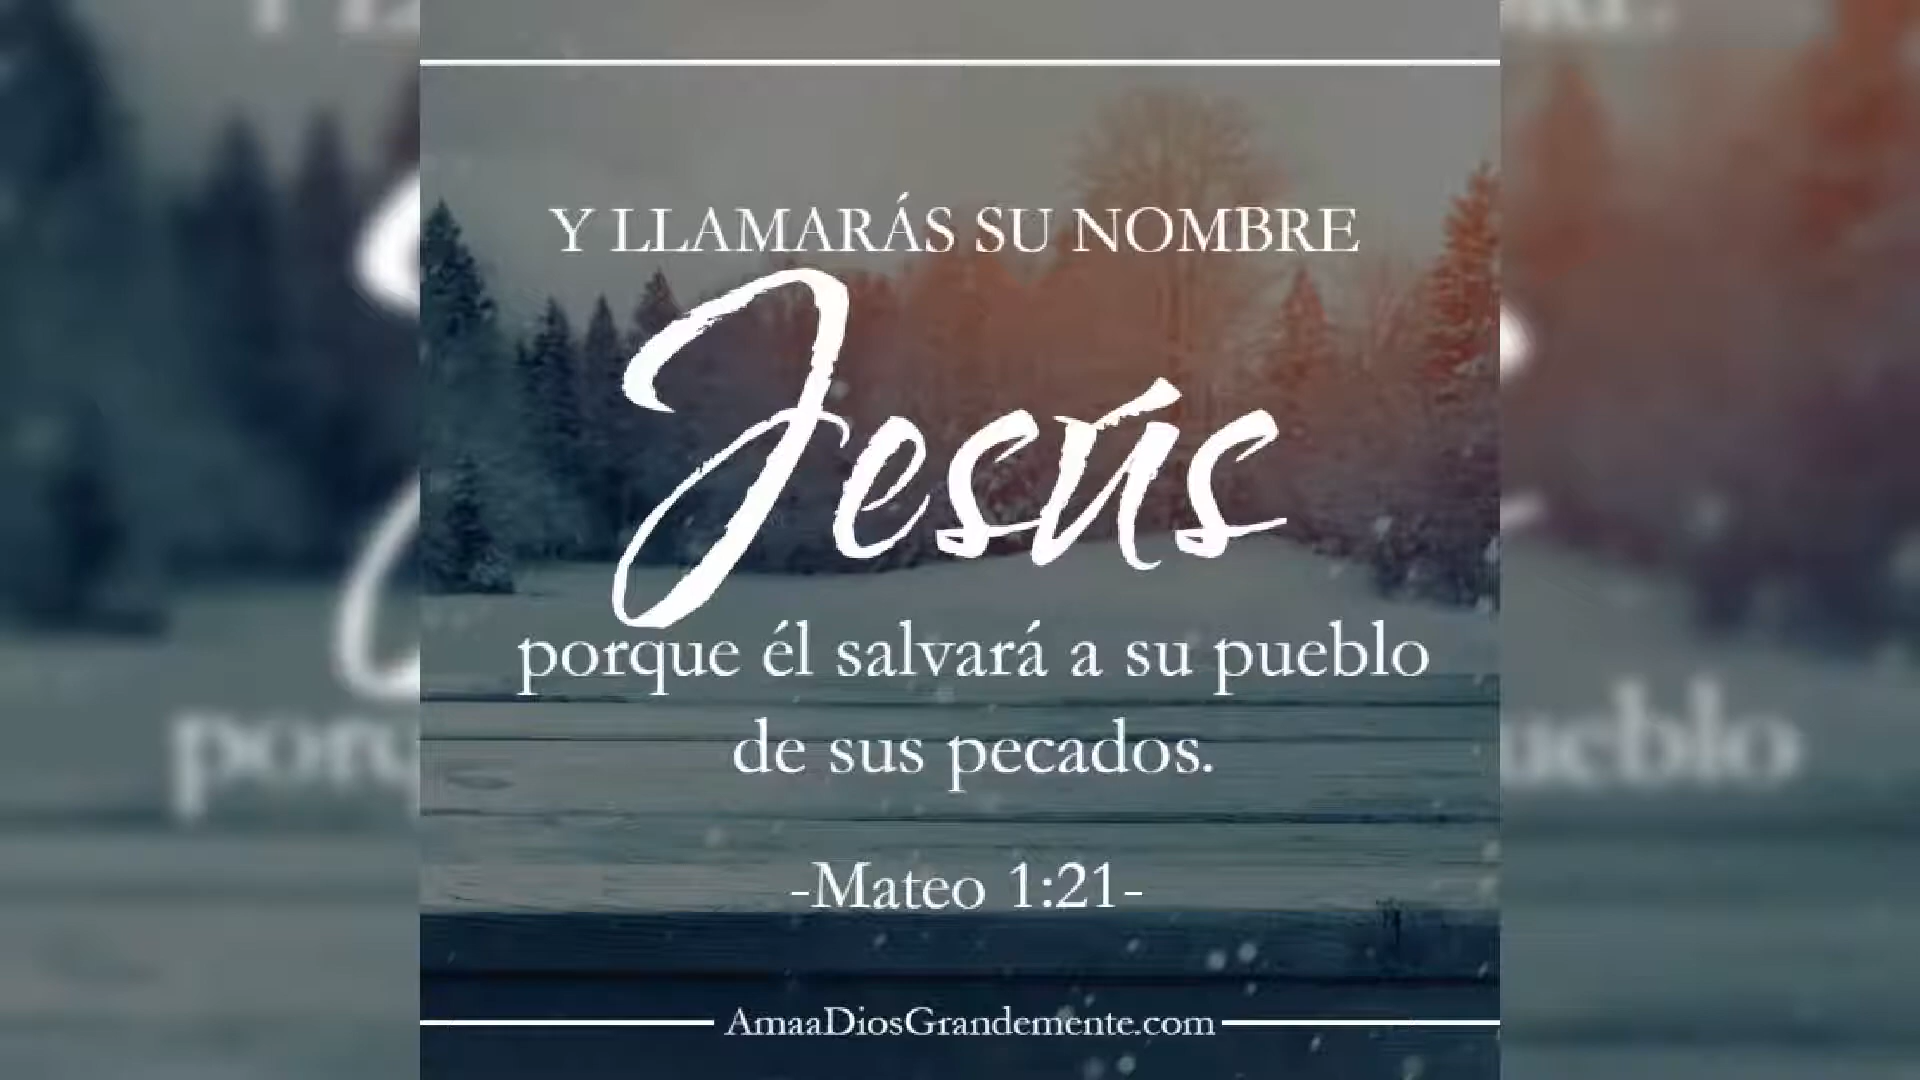 Y LLAMARÁS SU NOMBRE
Jesús
porque él salvará a su pueblo
de sus pecados.
-Mateo 1:21-
AmaaDiosGrandemente.com